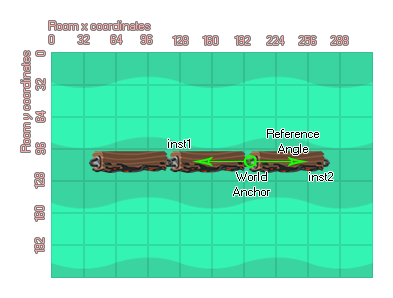 Room x coordinates
0 32 64 96 128 160 192 224 256 288
Room y coordinates
0
32
64
96
128
160
192
inst1
Reference
Angle
World
Anchor
inst2